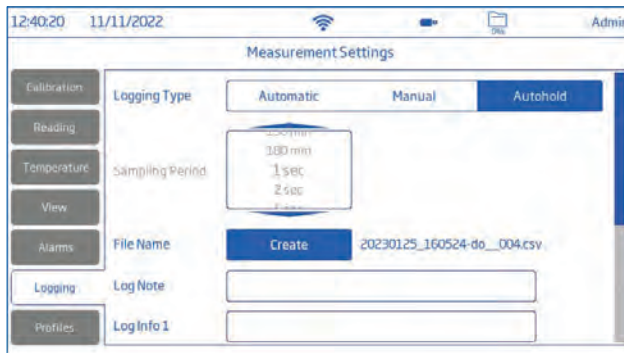 12:40:20 11/11/2022 0% Admin
Measurement Settings
Calibration
Logging Type Automatic Manual Autohold
Reading
180 min
Temperature Sampling Period 1 sec
2 sec
View
Alarms File Name Create 20230125_160524-do__004.csv
Logging Log Note
Profiles Log Info 1